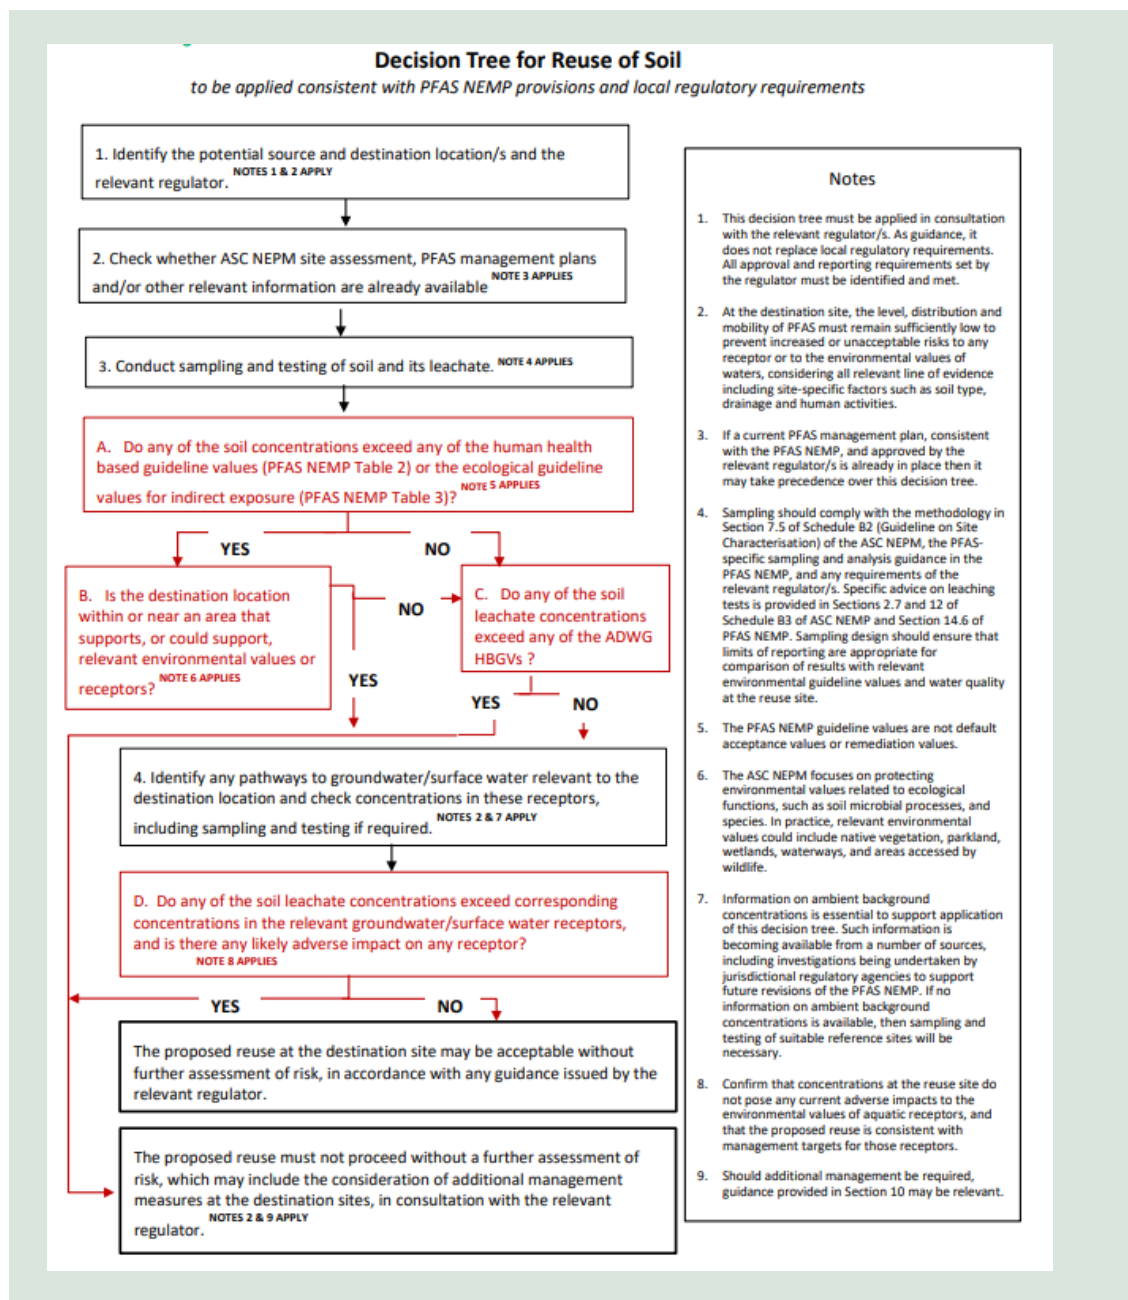 Decision Tree for Reuse of Soil
to be applied consistent with PFAS NEMP provisions and local regulatory requirements
1. Identify the potential source and destination location/s and the
relevant regulator. NOTES 1 & 2 APPLY
2. Check whether ASC NEPM site assessment, PFAS management plans
and/or other relevant information are already available NOTE 3 APPLIES
3. Conduct sampling and testing of soil and its leachate. NOTE 4 APPLIES
A. Do any of the soil concentrations exceed any of the human health
based guideline values (PFAS NEMP Table 2) or the ecological guideline
values for indirect exposure (PFAS NEMP Table 3)? NOTE 5 APPLIES
YES
NO
B. Is the destination location
within or near an area that
supports, or could support,
relevant environmental values or
receptors? NOTE 6 APPLIES
NO
YES
C. Do any of the soil
leachate concentrations
exceed any of the ADWG
HBGVs ?
YES
NO
4. Identify any pathways to groundwater/surface water relevant to the
destination location and check concentrations in these receptors,
including sampling and testing if required. NOTES 2 & 7 APPLY
D. Do any of the soil leachate concentrations exceed corresponding
concentrations in the relevant groundwater/surface water receptors,
and is there any likely adverse impact on any receptor?
NOTE 8 APPLIES
YES
NO
The proposed reuse at the destination site may be acceptable without
further assessment of risk, in accordance with any guidance issued by the
relevant regulator.
The proposed reuse must not proceed without a further assessment of
risk, which may include the consideration of additional management
measures at the destination sites, in consultation with the relevant
regulator. NOTES 2 & 9 APPLY
Notes
1. This decision tree must be applied in consultation
with the relevant regulator/s. As guidance, it
does not replace local regulatory requirements.
All approval and reporting requirements set by
the regulator must be identified and met.
2. At the destination site, the level, distribution and
mobility of PFAS must remain sufficiently low to
prevent increased or unacceptable risks to any
receptor or to the environmental values of
waters, considering all relevant line of evidence
including site-specific factors such as soil type,
drainage and human activities.
3. If a current PFAS management plan, consistent
with the PFAS NEMP, and approved by the
relevant regulator/s is already in place then it
may take precedence over this decision tree.
4. Sampling should comply with the methodology in
Section 7.5 of Schedule B2 (Guideline on Site
Characterisation) of the ASC NEPM, the PFAS-
specific sampling and analysis guidance in the
PFAS NEMP, and any requirements of the
relevant regulator/s. Specific advice on leaching
tests is provided in Sections 2.7 and 12 of
Schedule B3 of ASC NEPM and Section 14.6 of
PFAS NEMP. Sampling design should ensure that
limits of reporting are appropriate for
comparison of results with relevant
environmental guideline values and water quality
at the reuse site.
5. The PFAS NEMP guideline values are not default
acceptance values or remediation values.
6. The ASC NEPM focuses on protecting
environmental values related to ecological
functions, such as soil microbial processes, and
species. In practice, relevant environmental
values could include native vegetation, parkland,
wetlands, waterways, and areas accessed by
wildlife.
7. Information on ambient background
concentrations is essential to support application
of this decision tree. Such information is
becoming available from a number of sources,
including investigations being undertaken by
jurisdictional regulatory agencies to support
future revisions of the PFAS NEMP. If no
information on ambient background
concentrations is available, then sampling and
testing of suitable reference sites will be
necessary.
8. Confirm that concentrations at the reuse site do
not pose any current adverse impacts to the
environmental values of aquatic receptors, and
that the proposed reuse is consistent with
management targets for those receptors.
9. Should additional management be required,
guidance provided in Section 10 may be relevant.